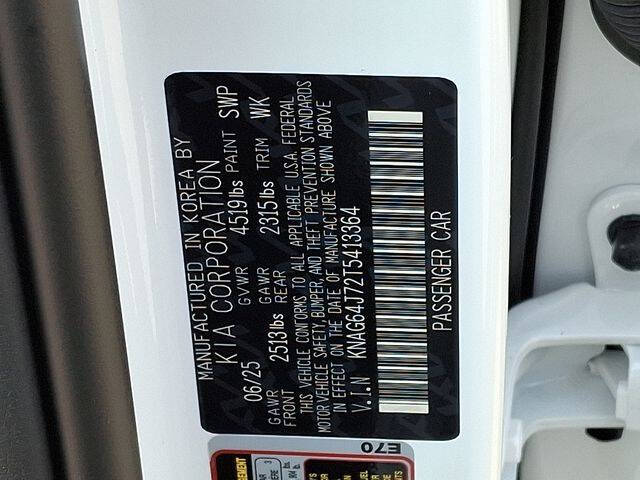 MANUFACTURED IN KOREA BY
KIA CORPORATION
06/25 GVWR 4519lbs PAINT SWP
GAWR FRONT 2513lbs GAWR REAR 2315lbs TRIM WK
THIS VEHICLE CONFORMS TO ALL APPLICABLE U.S.A. FEDERAL
MOTOR VEHICLE SAFETY, BUMPER, AND THEFT PREVENTION STANDARDS
IN EFFECT ON THE DATE OF MANUFACTURE SHOWN ABOVE
V.I.N KNAG64J72T5413364
PASSENGER CAR
E70